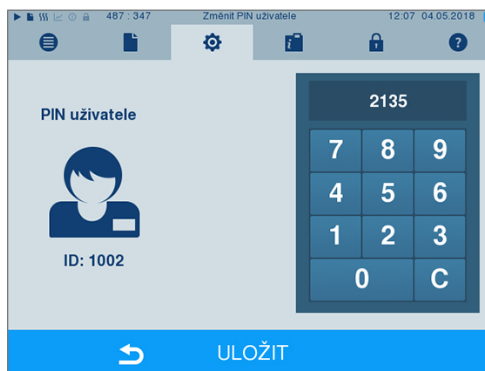 487 : 347 Změnit PIN uživatele 12:07 04.05.2018
PIN uživatele
ID: 1002
2135
7 8 9
4 5 6
1 2 3
0 C
ULOŽIT